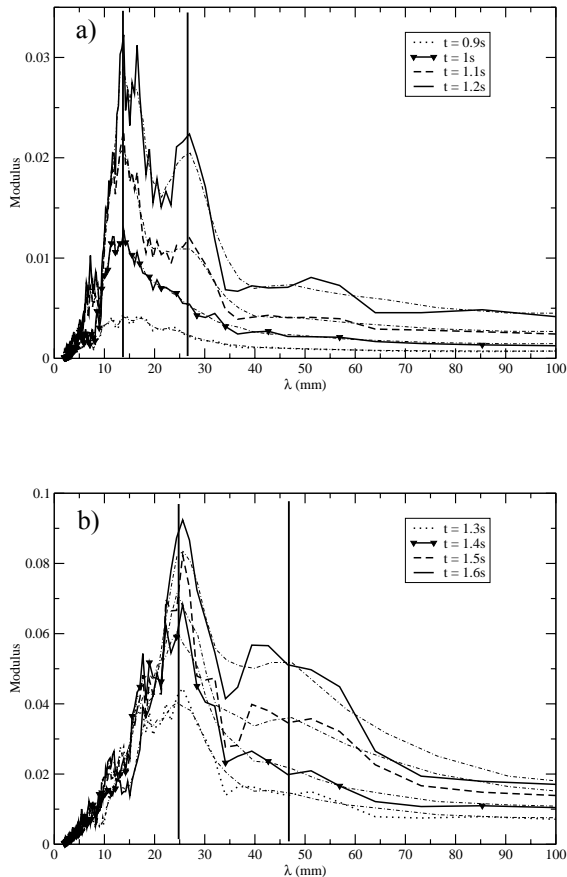 a)
t = 0.9s
t = 1s
t = 1.1s
t = 1.2s
Modulus
0.03
0.02
0.01
0
0 10 20 30 40 50 60 70 80 90 100
λ (mm)
b)
t = 1.3s
t = 1.4s
t = 1.5s
t = 1.6s
Modulus
0.1
0.08
0.06
0.04
0.02
0
0 10 20 30 40 50 60 70 80 90 100
λ (mm)